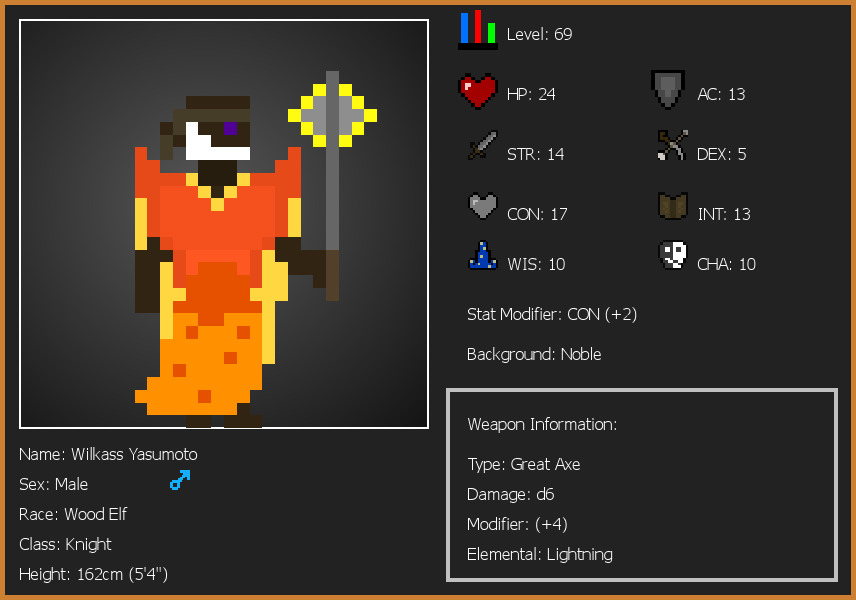 Level: 69
HP: 24
AC: 13
STR: 14
DEX: 5
CON: 17
INT: 13
WIS: 10
CHA: 10
Stat Modifier: CON (+2)
Background: Noble
Weapon Information:
Type: Great Axe
Damage: d6
Modifier: (+4)
Elemental: Lightning
Name: Wilkass Yasumoto
Sex: Male
Race: Wood Elf
Class: Knight
Height: 162cm (5'4")